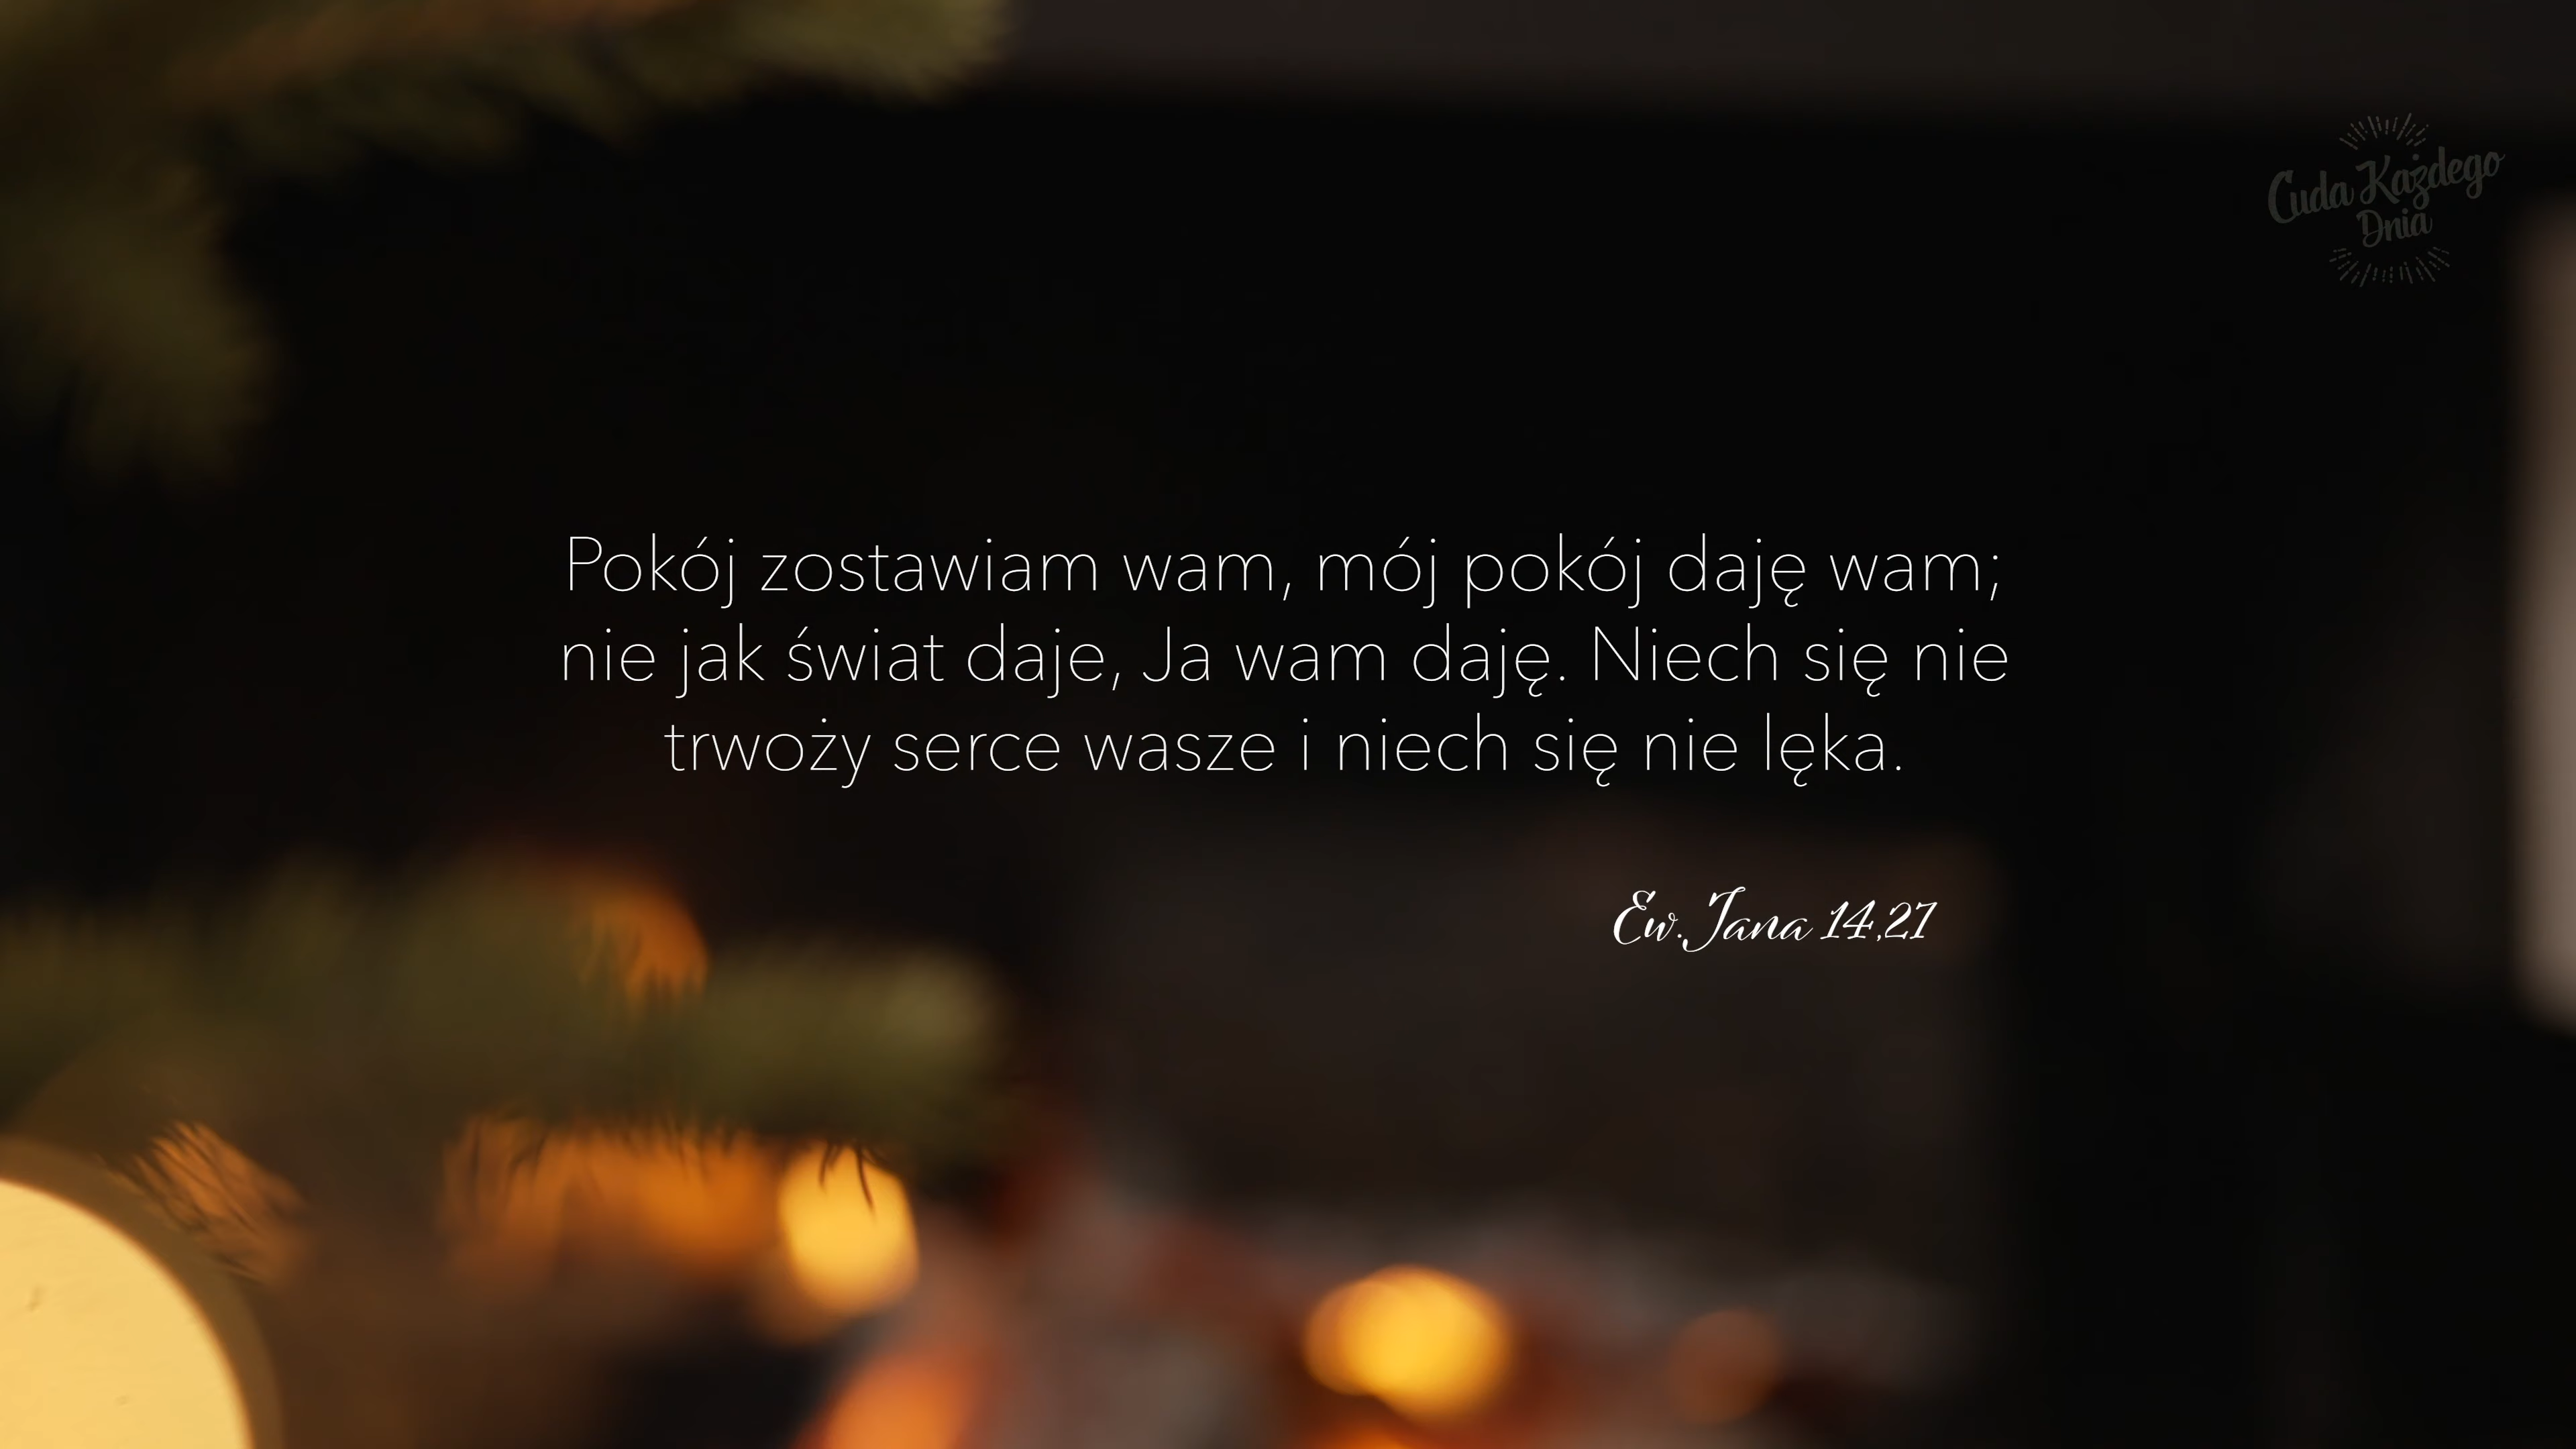 Cuda Każdego
Dnia
Pokój zostawiam wam, mój pokój daję wam;
nie jak świat daje, Ja wam daję. Niech się nie
trwoży serce wasze i niech się nie lęka.
Ew. Jana 14,27